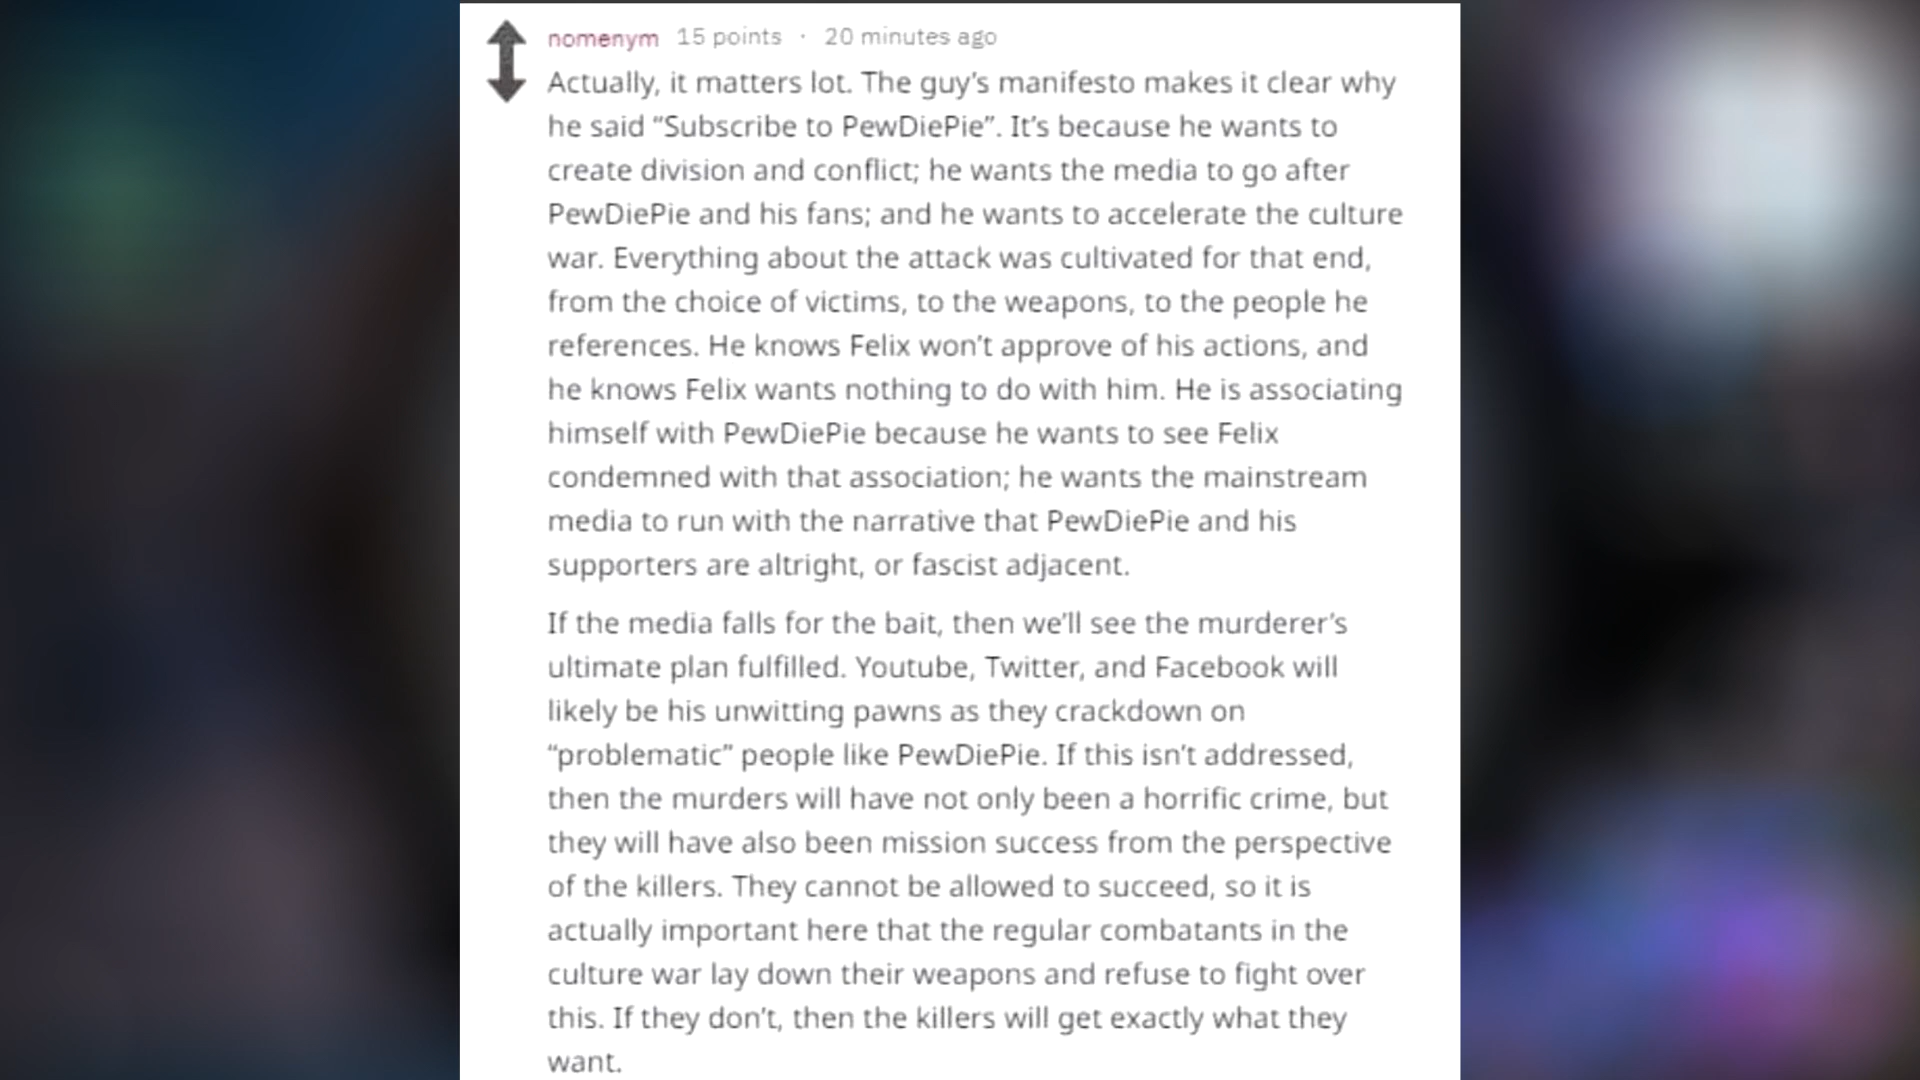 nomenym 15 points · 20 minutes ago
Actually, it matters lot. The guy's manifesto makes it clear why
he said “Subscribe to PewDiePie”. It's because he wants to
create division and conflict; he wants the media to go after
PewDiePie and his fans; and he wants to accelerate the culture
war. Everything about the attack was cultivated for that end,
from the choice of victims, to the weapons, to the people he
references. He knows Felix won't approve of his actions, and
he knows Felix wants nothing to do with him. He is associating
himself with PewDiePie because he wants to see Felix
condemned with that association; he wants the mainstream
media to run with the narrative that PewDiePie and his
supporters are altright, or fascist adjacent.
If the media falls for the bait, then we'll see the murderer's
ultimate plan fulfilled. Youtube, Twitter, and Facebook will
likely be his unwitting pawns as they crackdown on
“problematic” people like PewDiePie. If this isn't addressed,
then the murders will have not only been a horrific crime, but
they will have also been mission success from the perspective
of the killers. They cannot be allowed to succeed, so it is
actually important here that the regular combatants in the
culture war lay down their weapons and refuse to fight over
this. If they don't, then the killers will get exactly what they
want.